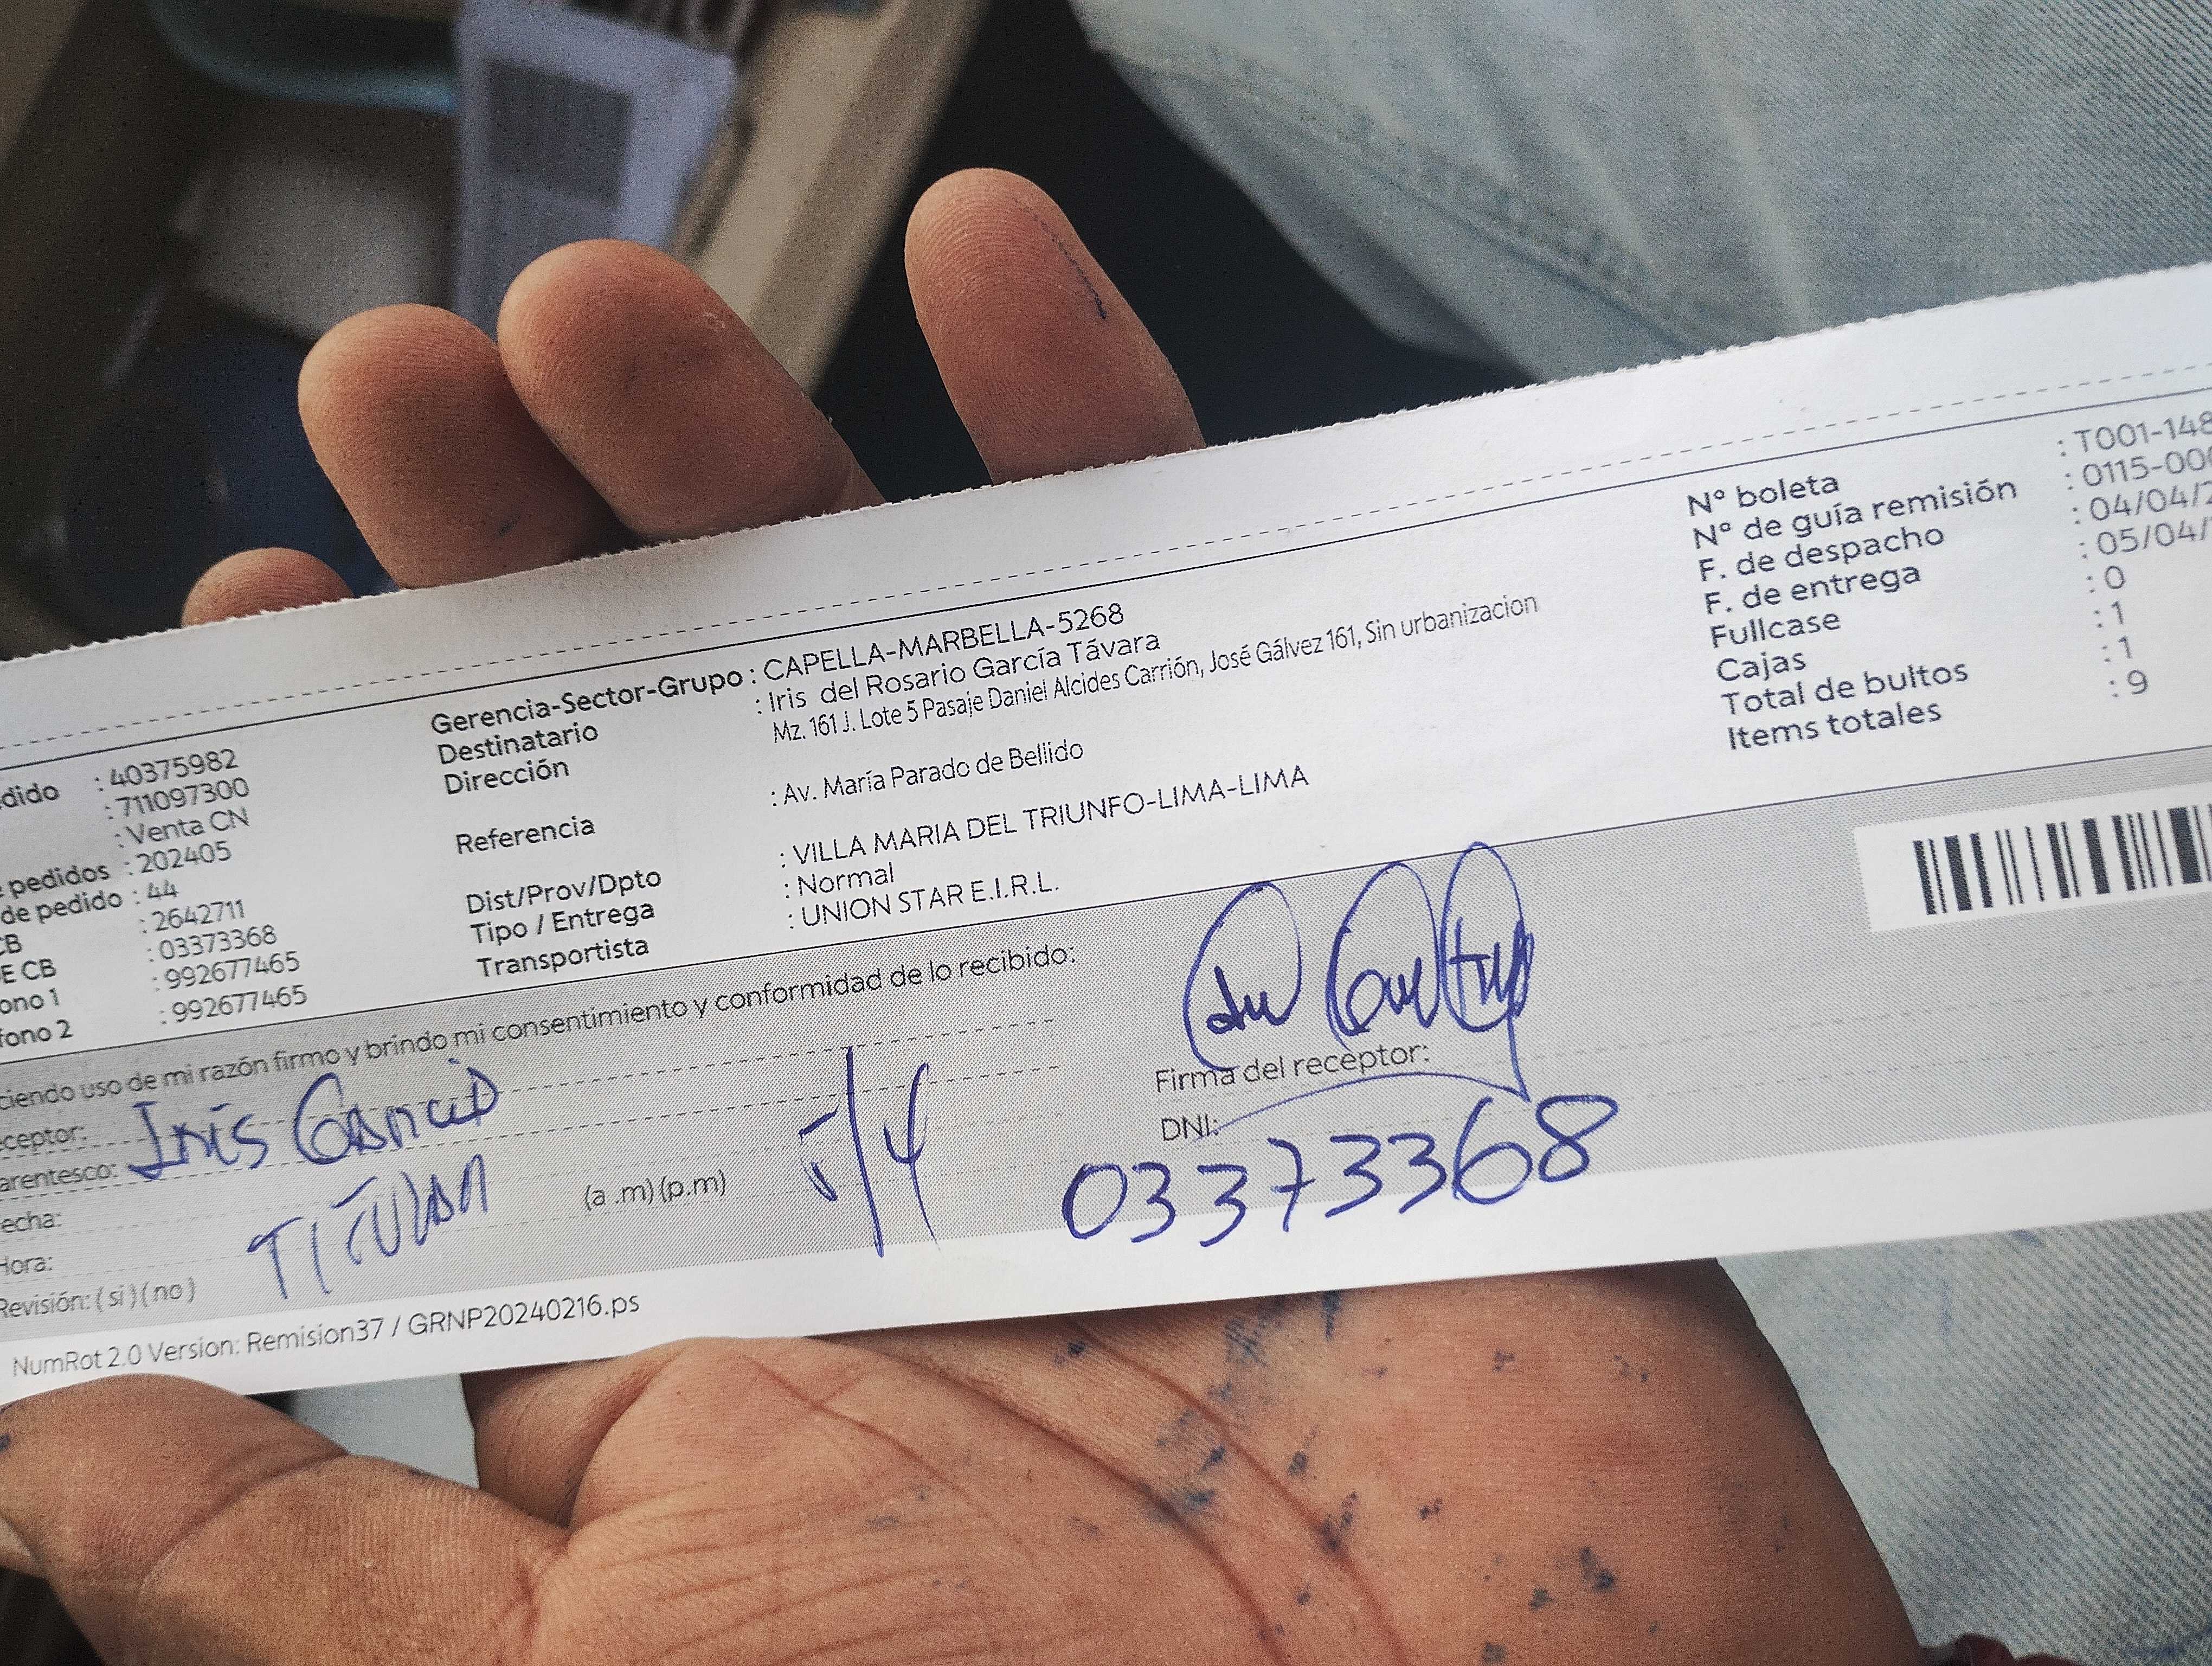 dido : 40375982
: 711097300
: Venta CN
e pedidos : 202405
de pedido : 44
CB : 2642711
E CB : 03373368
ono 1 : 992677465
fono 2 : 992677465
Gerencia-Sector-Grupo : CAPELLA-MARBELLA-5268
Destinatario : Iris del Rosario García Távara
Dirección Mz. 161 J. Lote 5 Pasaje Daniel Alcides Carrión, José Gálvez 161, Sin urbanizacion
Referencia : Av. María Parado de Bellido
Dist/Prov/Dpto : VILLA MARIA DEL TRIUNFO-LIMA-LIMA
Tipo / Entrega : Normal
Transportista : UNION STAR E.I.R.L.
N° boleta : T001-148
N° de guía remisión : 0115-000
F. de despacho : 04/04/2
F. de entrega : 05/04/
Fullcase : 0
Cajas : 1
Total de bultos : 1
Items totales : 9
ciendo uso de mi razón firmo y brindo mi consentimiento y conformidad de lo recibido:
ceptor: Iris Garcia
arentesco: TITULAR
echa: 5/4
Hora: (a .m) (p.m)
Revisión: ( si ) ( no )
Firma del receptor:
DNI: 03373368
NumRot 2.0 Version: Remision37 / GRNP20240216.ps